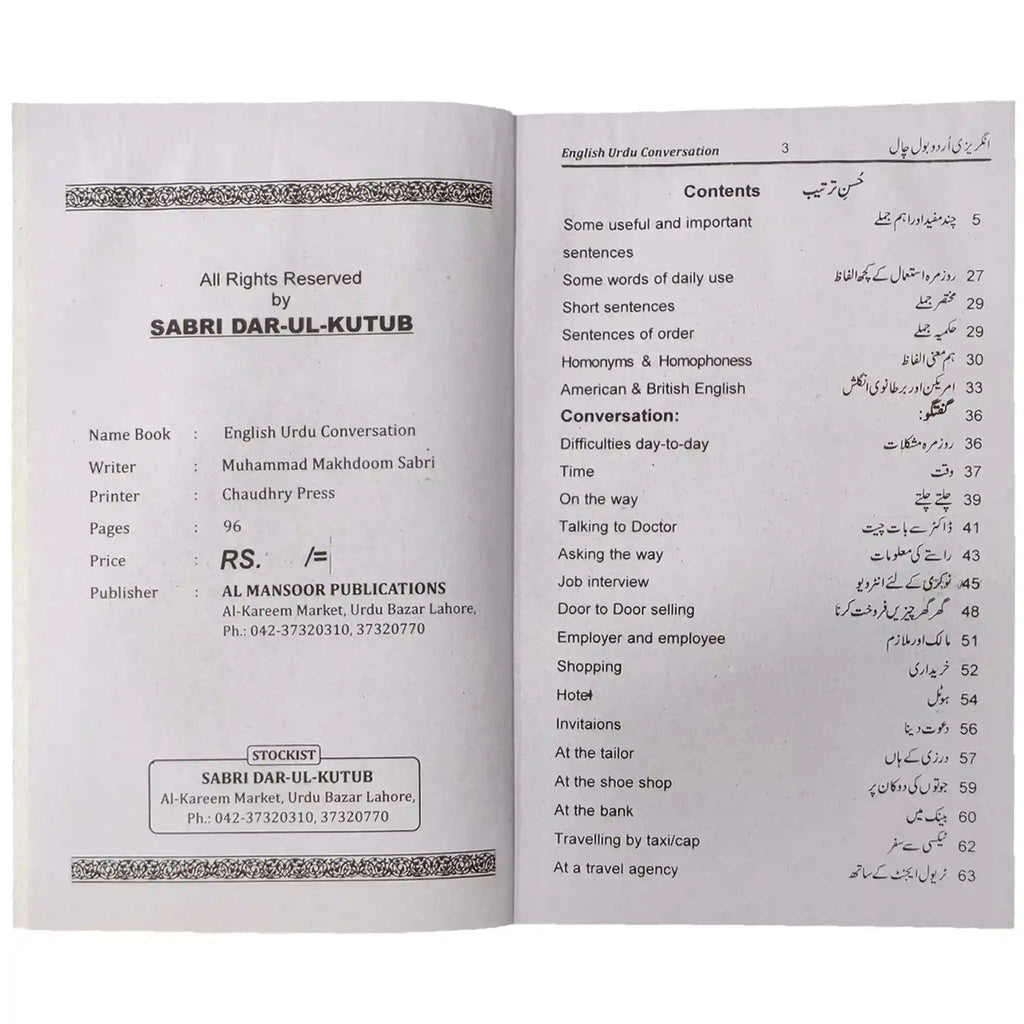 All Rights Reserved
by
SABRI DAR-UL-KUTUB
Name Book : English Urdu Conversation
Writer : Muhammad Makhdoom Sabri
Printer : Chaudhry Press
Pages : 96
Price : RS. /=
Publisher : AL MANSOOR PUBLICATIONS
Al-Kareem Market, Urdu Bazar Lahore,
Ph.: 042-37320310, 37320770
STOCKIST
SABRI DAR-UL-KUTUB
Al-Kareem Market, Urdu Bazar Lahore,
Ph.: 042-37320310, 37320770
English Urdu Conversation 3 انگریزی اُردو بول چال
Contents حُسنِ ترتیب
Some useful and important چند مفید اور اہم جملے 5
sentences
Some words of daily use روزمرہ استعمال کے کچھ الفاظ 27
Short sentences مختصر جملے 29
Sentences of order حکمیہ جملے 29
Homonyms & Homophoness ہم معنی الفاظ 30
American & British English امریکن اور برطانوی انگلش 33
Conversation: گفتگو: 36
Difficulties day-to-day روزمرہ مشکلات 36
Time وقت 37
On the way چلتے چلتے 39
Talking to Doctor ڈاکٹر سے بات چیت 41
Asking the way راستے کی معلومات 43
Job interview نوکری کے لئے انٹرویو 45
Door to Door selling گھر گھر چیزیں فروخت کرنا 48
Employer and employee مالک اور ملازم 51
Shopping خریداری 52
Hotel ہوٹل 54
Invitaions دعوت دینا 56
At the tailor درزی کے ہاں 57
At the shoe shop جوتوں کی دوکان پر 59
At the bank بینک میں 60
Travelling by taxi/cap ٹیکسی سے سفر 62
At a travel agency ٹریول ایجنٹ کے ساتھ 63